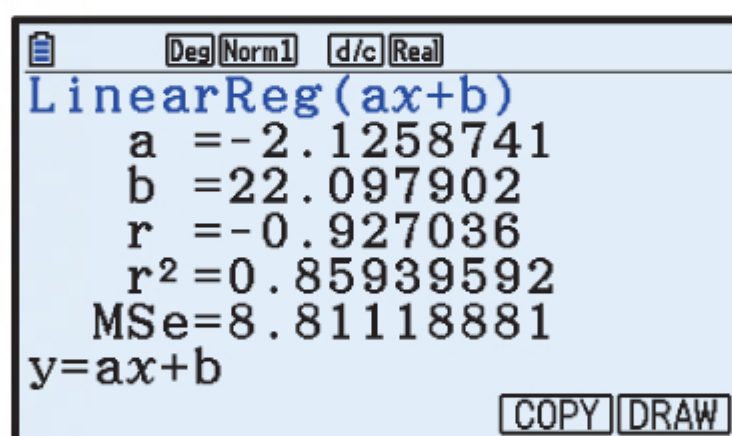 Deg Norm1 d/c Real
LinearReg(ax+b)
a =-2.1258741
b =22.097902
r =-0.927036
r²=0.85939592
MSe=8.81118881
y=ax+b
COPY DRAW